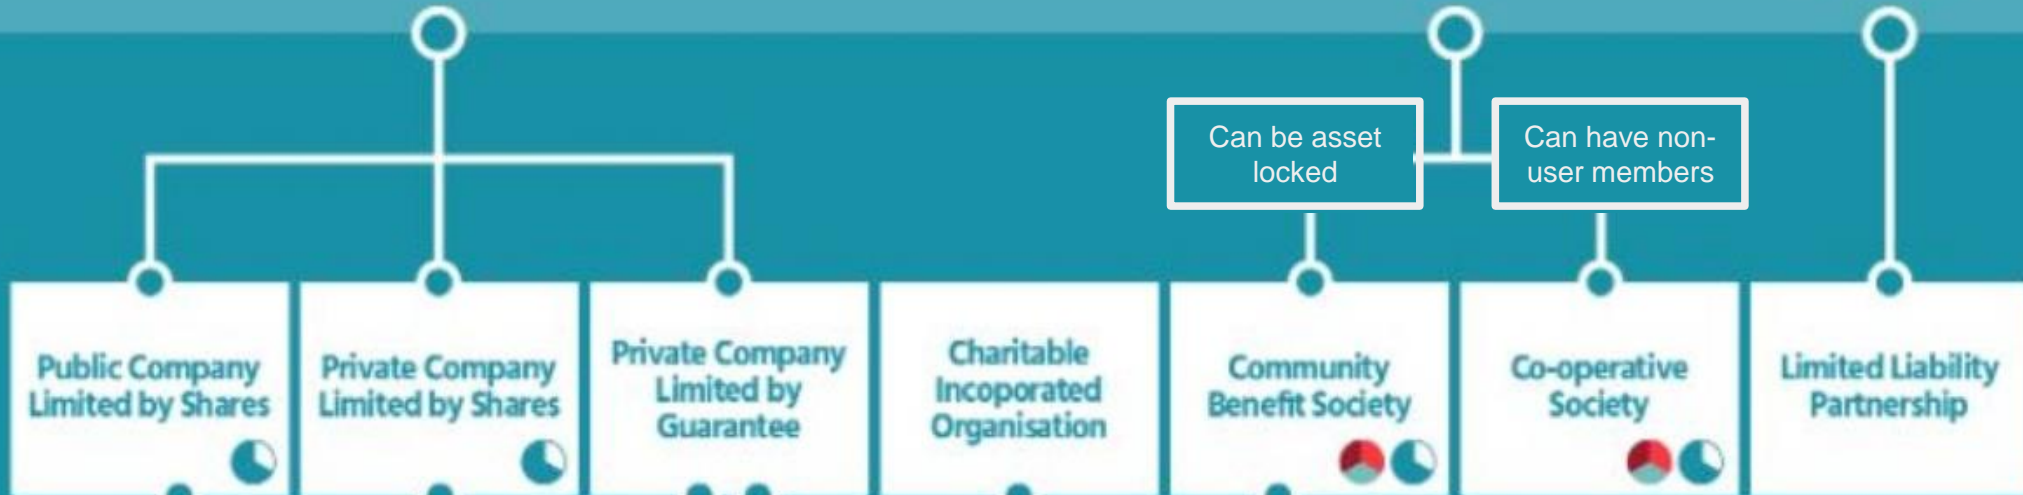 Can be asset
locked
Can have non-
user members
Public Company
Limited by Shares
Private Company
Limited by Shares
Private Company
Limited by
Guarantee
Charitable
Incoporated
Organisation
Community
Benefit Society
Co-operative
Society
Limited Liability
Partnership